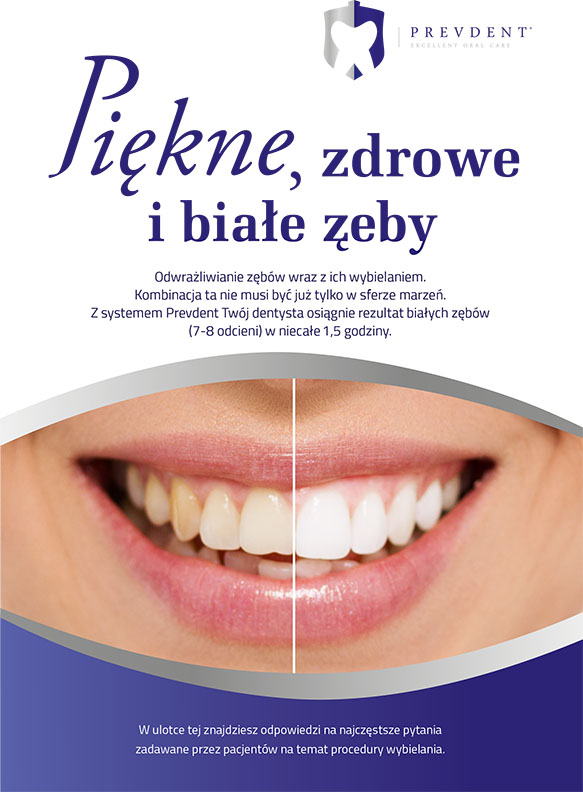 PREVDENT®
EXCELLENT ORAL CARE
Piękne, zdrowe
i białe zęby
Odwrażliwianie zębów wraz z ich wybielaniem.
Kombinacja ta nie musi być już tylko w sferze marzeń.
Z systemem Prevdent Twój dentysta osiągnie rezultat białych zębów
(7-8 odcieni) w niecałe 1,5 godziny.
W ulotce tej znajdziesz odpowiedzi na najczęstsze pytania
zadawane przez pacjentów na temat procedury wybielania.